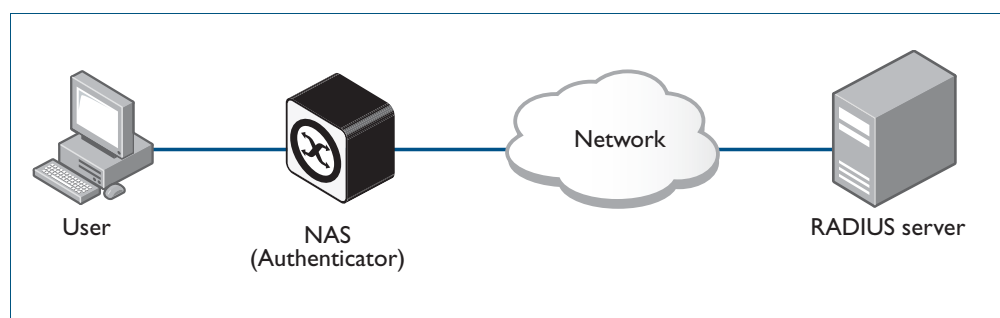 User
NAS
(Authenticator)
Network
RADIUS server